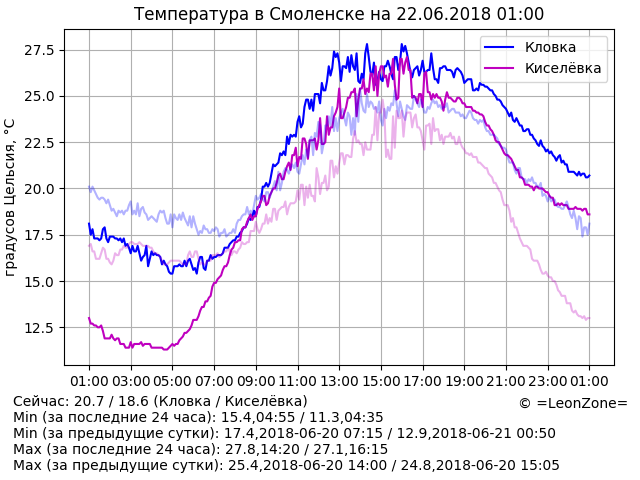 Температура в Смоленске на 22.06.2018 01:00
Кловка
Киселёвка
градусов Цельсия, °C
27.5
25.0
22.5
20.0
17.5
15.0
12.5
01:00 03:00 05:00 07:00 09:00 11:00 13:00 15:00 17:00 19:00 21:00 23:00 01:00
Сейчас: 20.7 / 18.6 (Кловка / Киселёвка)
© =LeonZone=
Min (за последние 24 часа): 15.4,04:55 / 11.3,04:35
Min (за предыдущие сутки): 17.4,2018-06-20 07:15 / 12.9,2018-06-21 00:50
Max (за последние 24 часа): 27.8,14:20 / 27.1,16:15
Max (за предыдущие сутки): 25.4,2018-06-20 14:00 / 24.8,2018-06-20 15:05